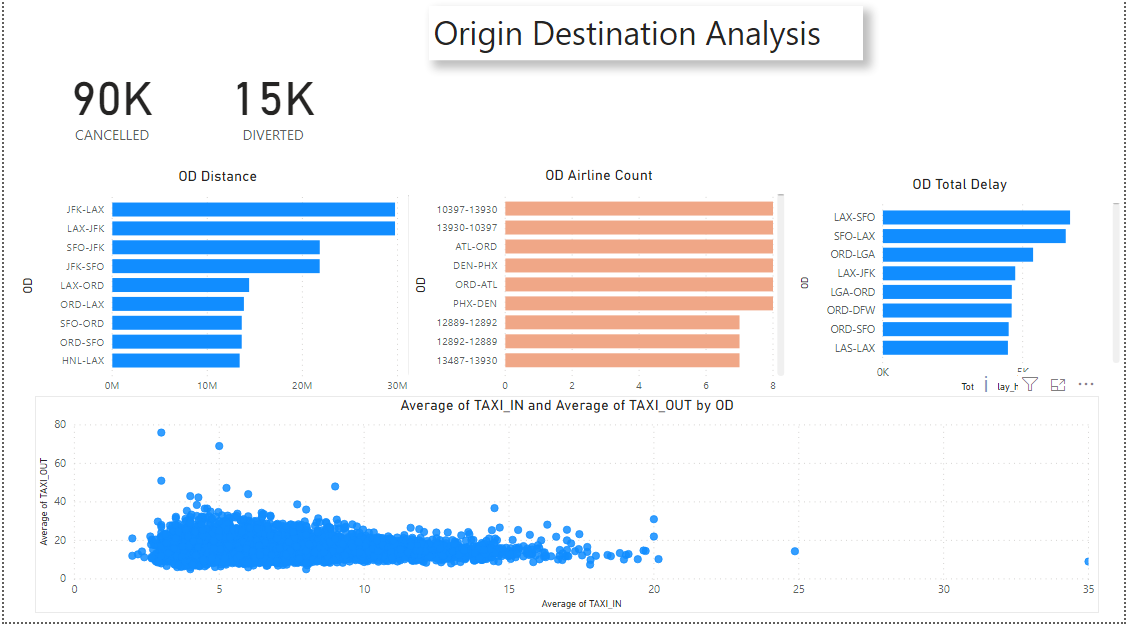 Origin Destination Analysis
90K
CANCELLED
15K
DIVERTED
OD Distance
OD
JFK-LAX
LAX-JFK
SFO-JFK
JFK-SFO
LAX-ORD
ORD-LAX
SFO-ORD
ORD-SFO
HNL-LAX
0M 10M 20M 30M
OD Airline Count
OD
10397-13930
13930-10397
ATL-ORD
DEN-PHX
ORD-ATL
PHX-DEN
12889-12892
12892-12889
13487-13930
0 2 4 6 8
OD Total Delay
OD
LAX-SFO
SFO-LAX
ORD-LGA
LAX-JFK
LGA-ORD
ORD-DFW
ORD-SFO
LAS-LAX
0K 5K
Tot lay_h
Average of TAXI_IN and Average of TAXI_OUT by OD
Average of TAXI_OUT
80
60
40
20
0
0 5 10 15 20 25 30 35
Average of TAXI_IN